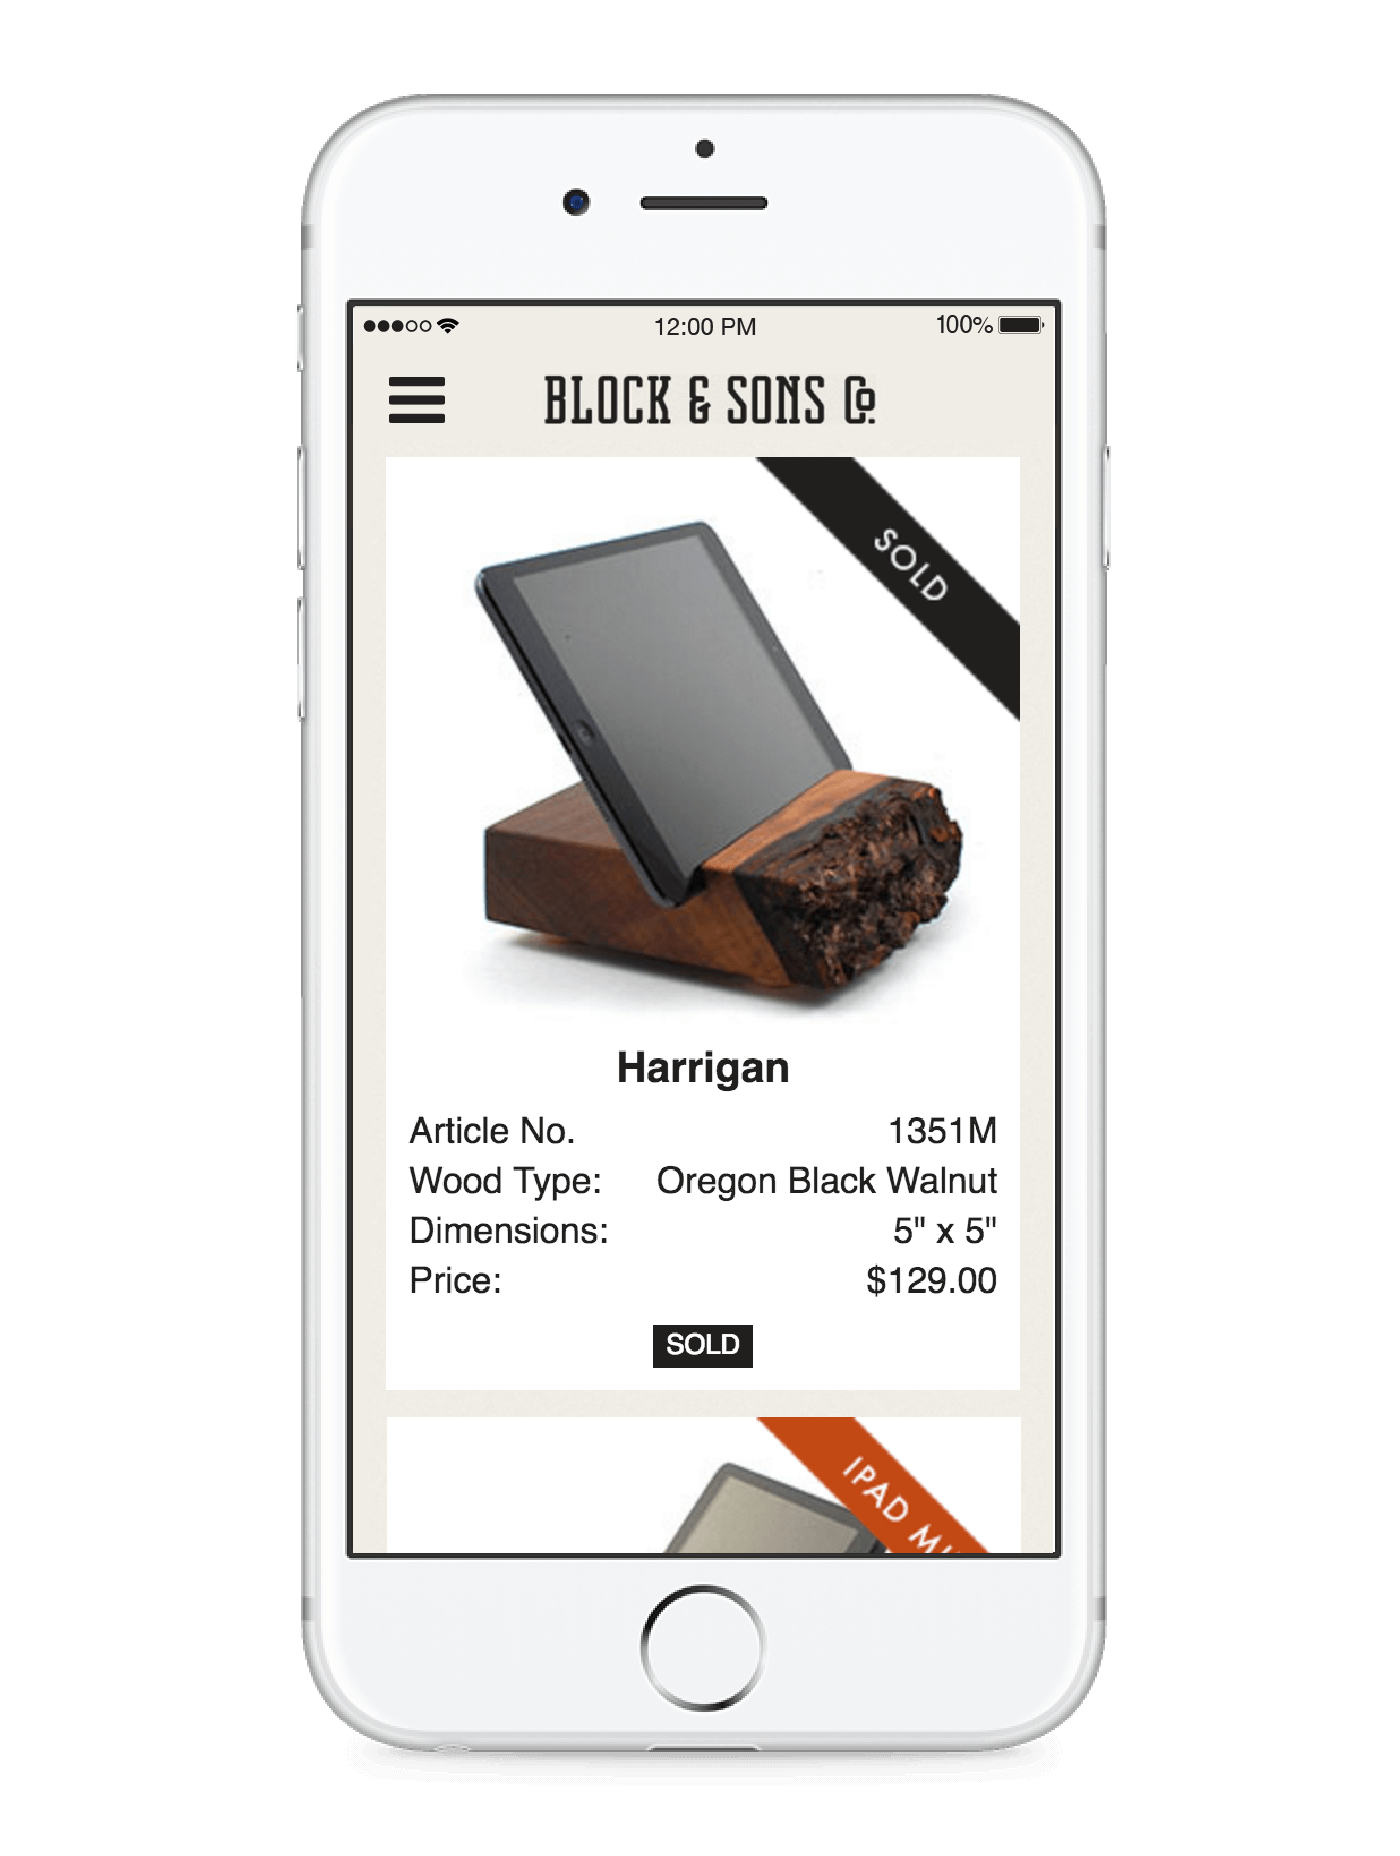 12:00 PM
100%
BLOCK & SONS Co.
SOLD
Harrigan
Article No. 1351M
Wood Type: Oregon Black Walnut
Dimensions: 5" x 5"
Price: $129.00
SOLD
IPAD